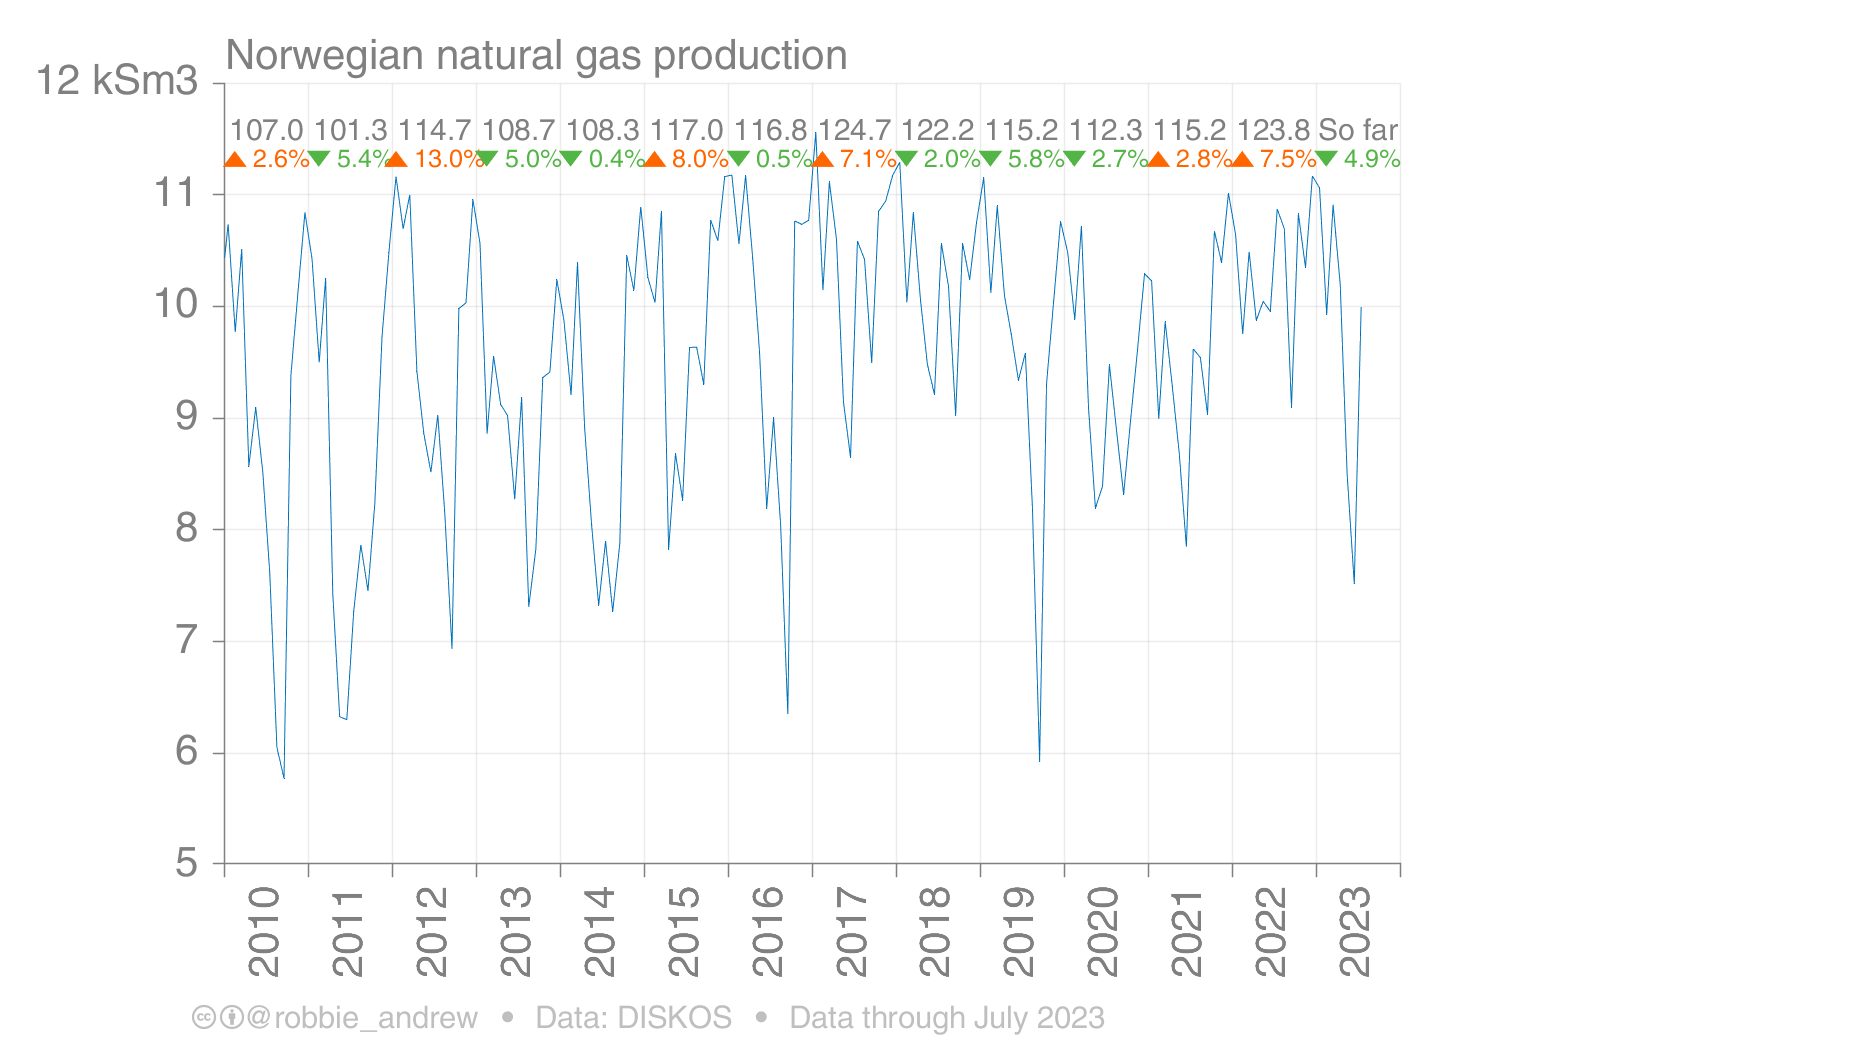 Norwegian natural gas production
12 kSm3
107.0 101.3 114.7 108.7 108.3 117.0 116.8 124.7 122.2 115.2 112.3 115.2 123.8 So far
2.6% 5.4% 13.0% 5.0% 0.4% 8.0% 0.5% 7.1% 2.0% 5.8% 2.7% 2.8% 7.5% 4.9%
11
10
9
8
7
6
5
2010 2011 2012 2013 2014 2015 2016 2017 2018 2019 2020 2021 2022 2023
cc @robbie_andrew • Data: DISKOS • Data through July 2023